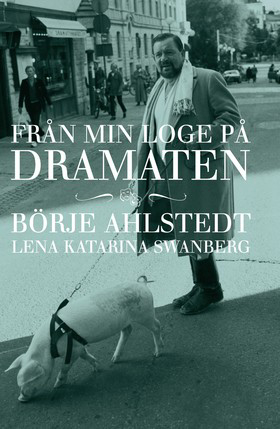 FRÅN MIN LOGE PÅ
DRAMATEN
BÖRJE AHLSTEDT
LENA KATARINA SWANBERG